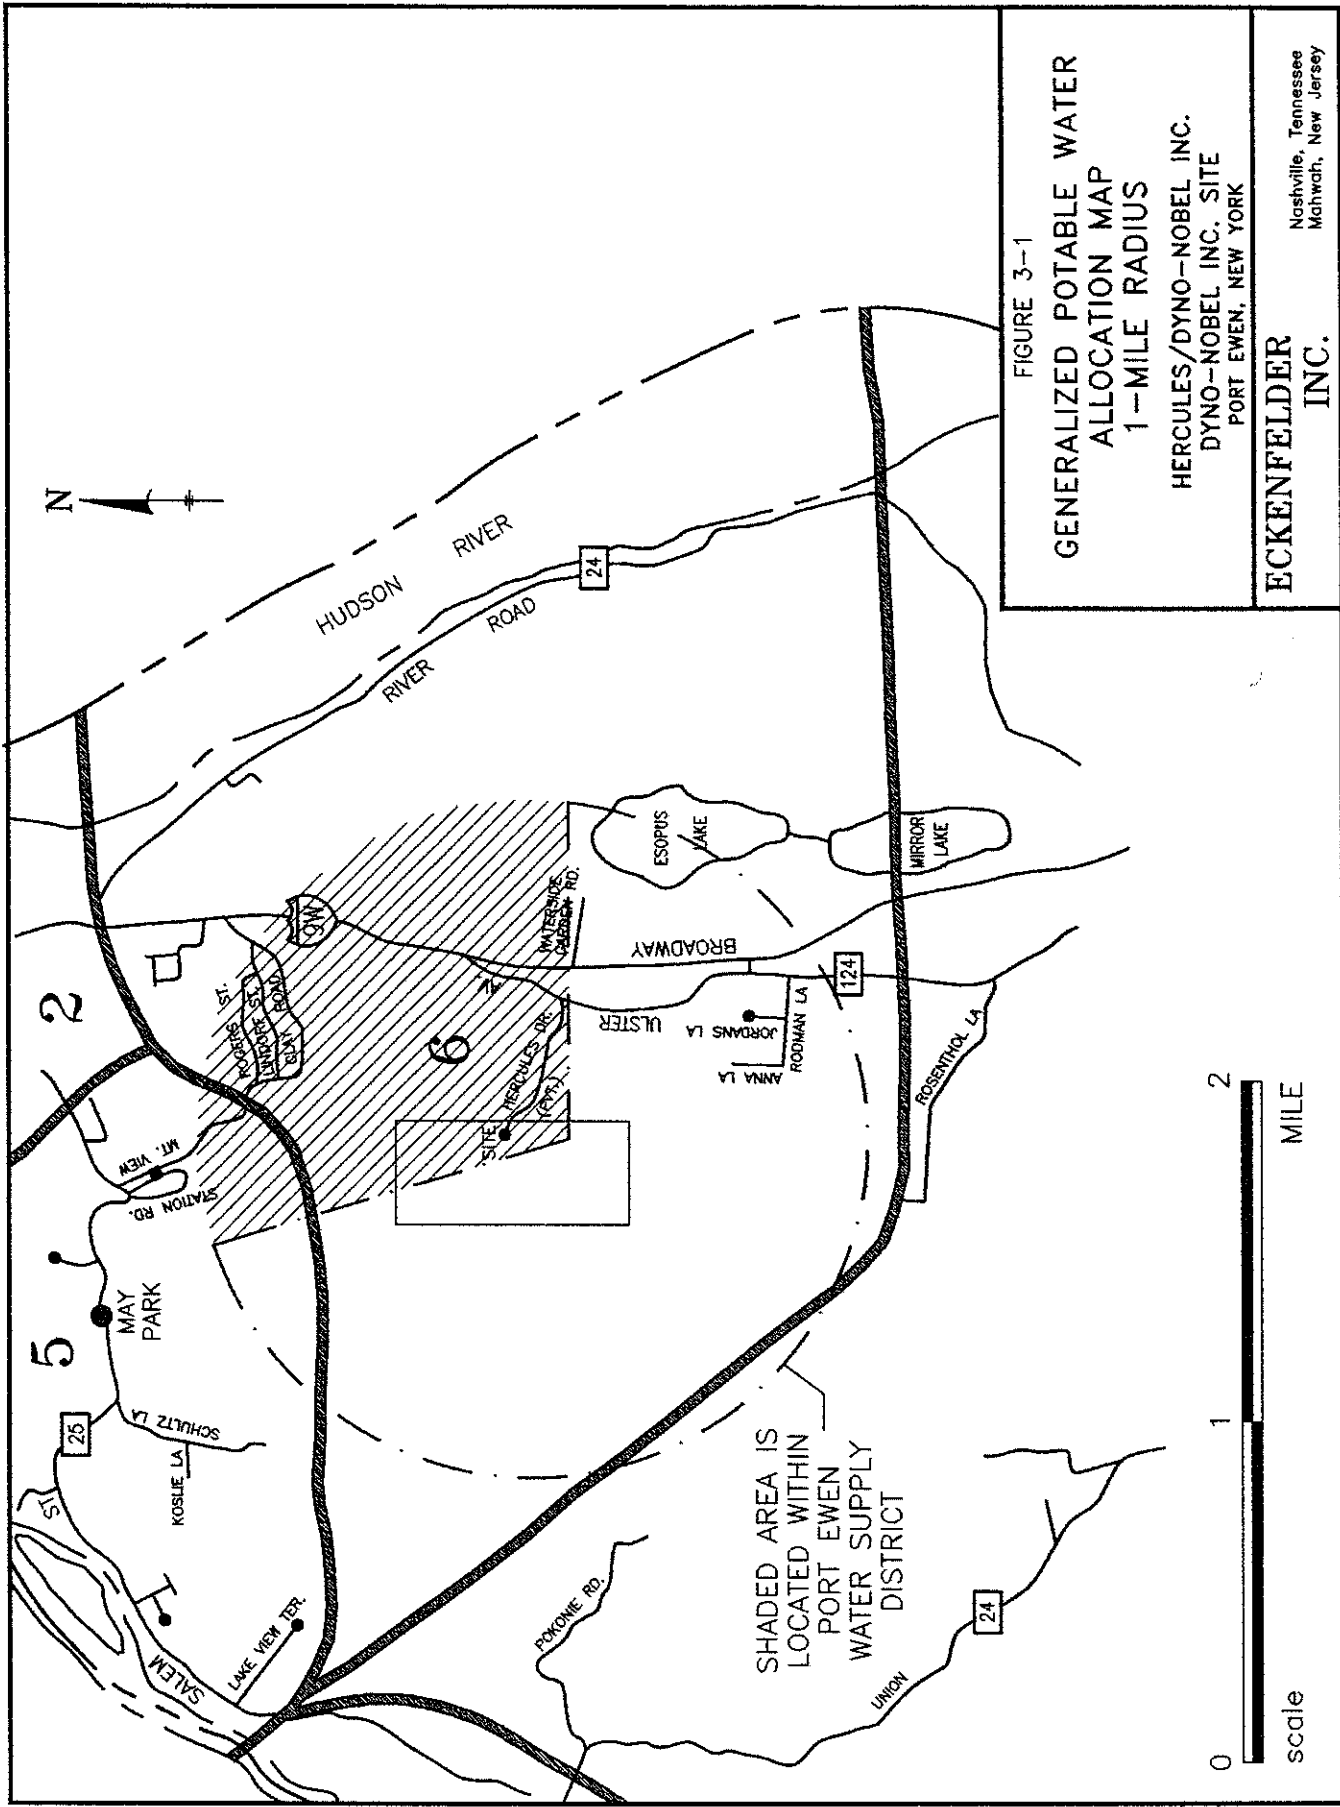 N
HUDSON
RIVER
24
RIVER
ROAD
2
5
6
MAY
PARK
25
SALEM
ST
LAKE VIEW TER.
KOSLIE LA
SCHULTZ LA
STATION RD.
MT. VIEW
ROGERS ST.
LINDORF ST.
CLAY ROAD
9W
SITE
HERCULES DR.
(PVT.)
WATERSIDE
GARDEN RD.
ESOPUS
LAKE
MIRROR
LAKE
BROADWAY
ULSTER
124
JORDANS LA
ANNA LA
RODMAN LA
ROSENTHOL LA
SHADED AREA IS
LOCATED WITHIN
PORT EWEN
WATER SUPPLY
DISTRICT
POKONIE RD.
UNION
24
0
1
2
scale
MILE
FIGURE 3-1
GENERALIZED POTABLE WATER
ALLOCATION MAP
1-MILE RADIUS
HERCULES/DYNO-NOBEL INC.
DYNO-NOBEL INC. SITE
PORT EWEN, NEW YORK
ECKENFELDER
INC.
Nashville, Tennessee
Mahwah, New Jersey